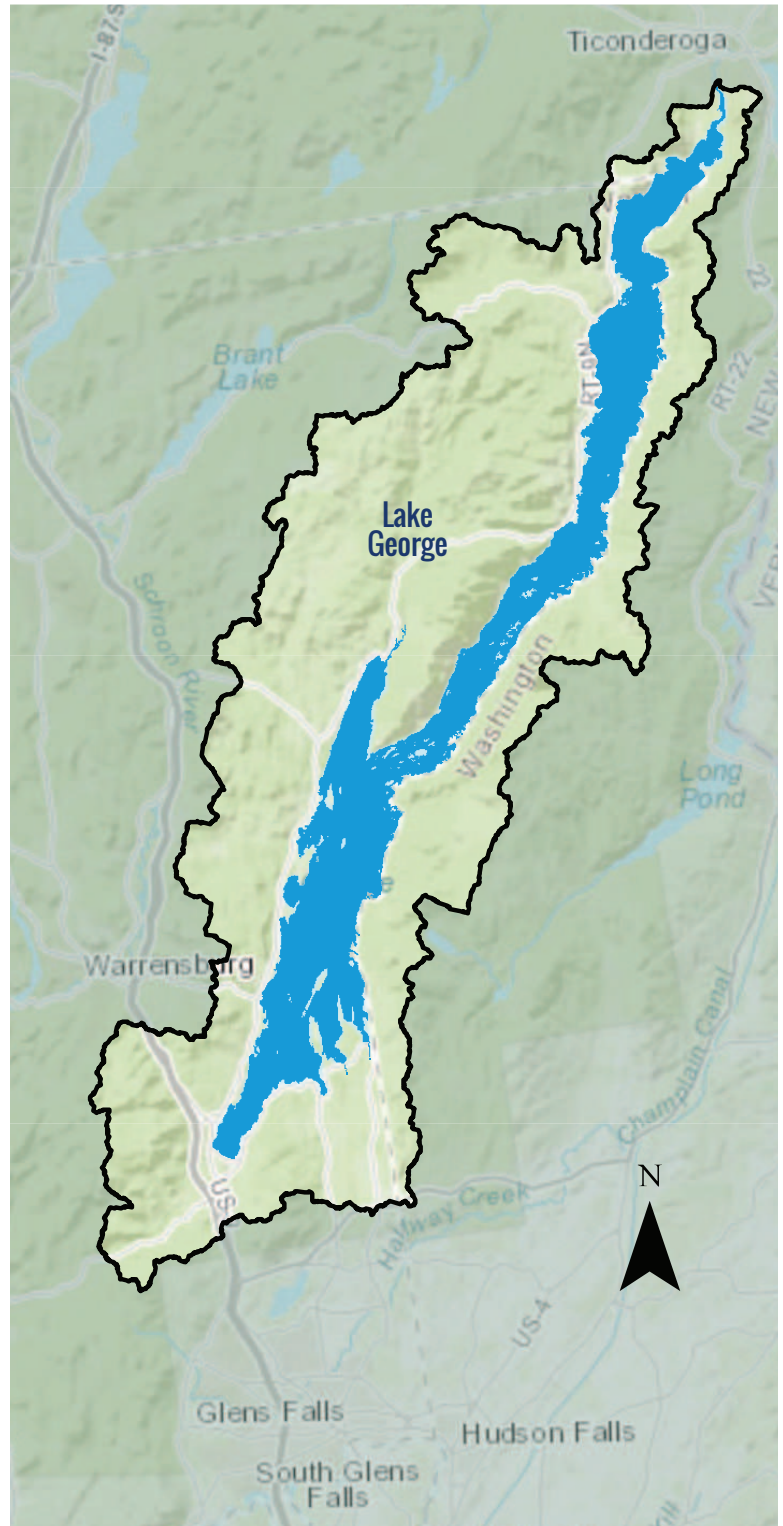 I-87 S
Ticonderoga
Brant
Lake
RT-9N
RT-22
NEW
VER
Lake
George
Schroon River
Washington
Long
Pond
Warrensburg
Champlain Canal
N
US-
Halfway Creek
US-4
Glens Falls
Hudson Falls
South Glens
Falls